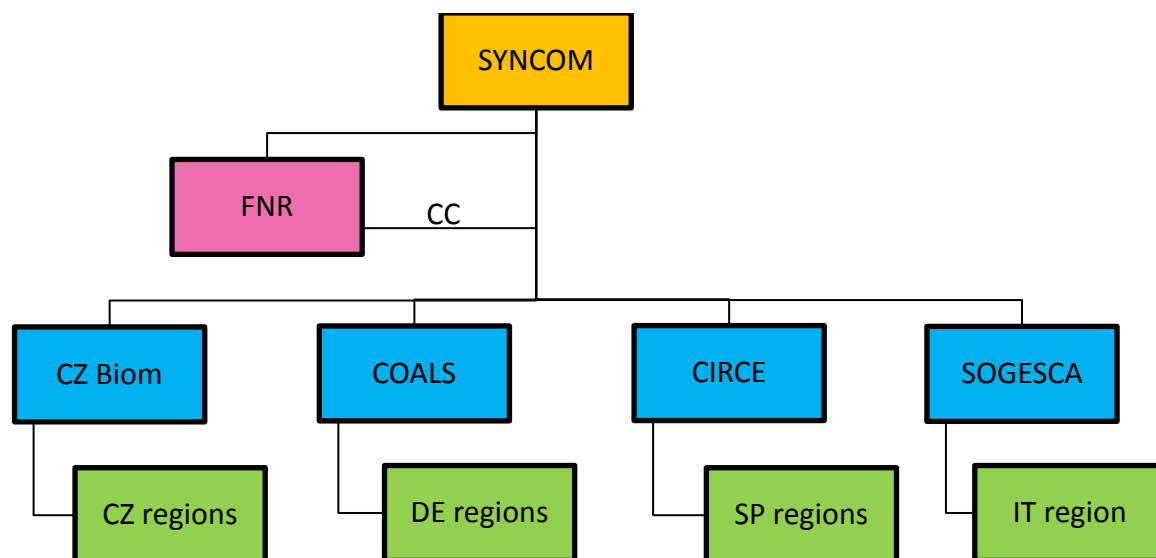 SYNCOM
FNR
CC
CZ Biom
COALS
CIRCE
SOGESCA
CZ regions
DE regions
SP regions
IT region